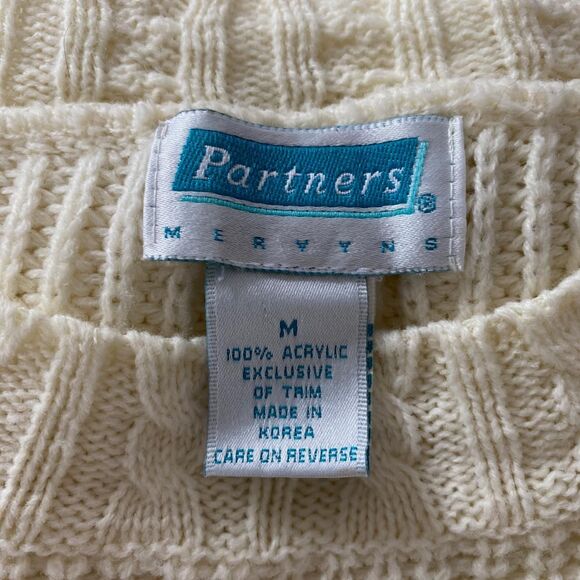 Partners®
MERVYNS
M
100% ACRYLIC
EXCLUSIVE
OF TRIM
MADE IN
KOREA
CARE ON REVERSE